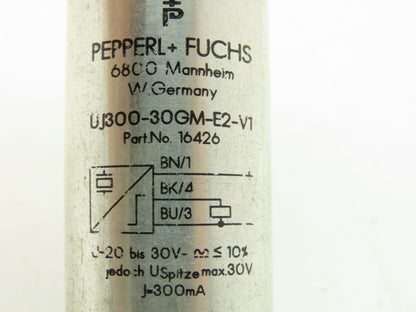 PEPPERL+ FUCHS
6800 Mannheim
W.Germany
UJ300-30GM-E2-V1
Part.No. 16426
BN/1
+
BK/4
BU/3
-
U-20 bis 30V- ≤ 10%
jedoch USpitze max.30V
J=300mA